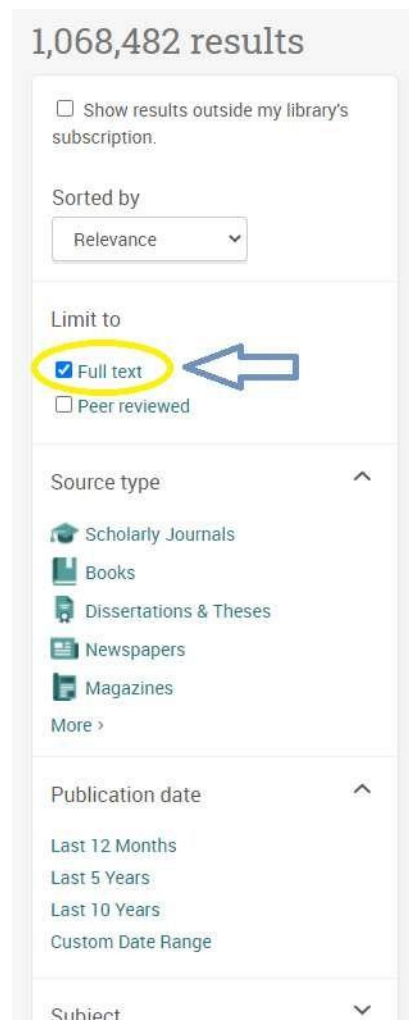 1,068,482 results
Show results outside my library's
subscription.
Sorted by
Relevance
Limit to
Full text
Peer reviewed
Source type
Scholarly Journals
Books
Dissertations & Theses
Newspapers
Magazines
More ›
Publication date
Last 12 Months
Last 5 Years
Last 10 Years
Custom Date Range
Subject